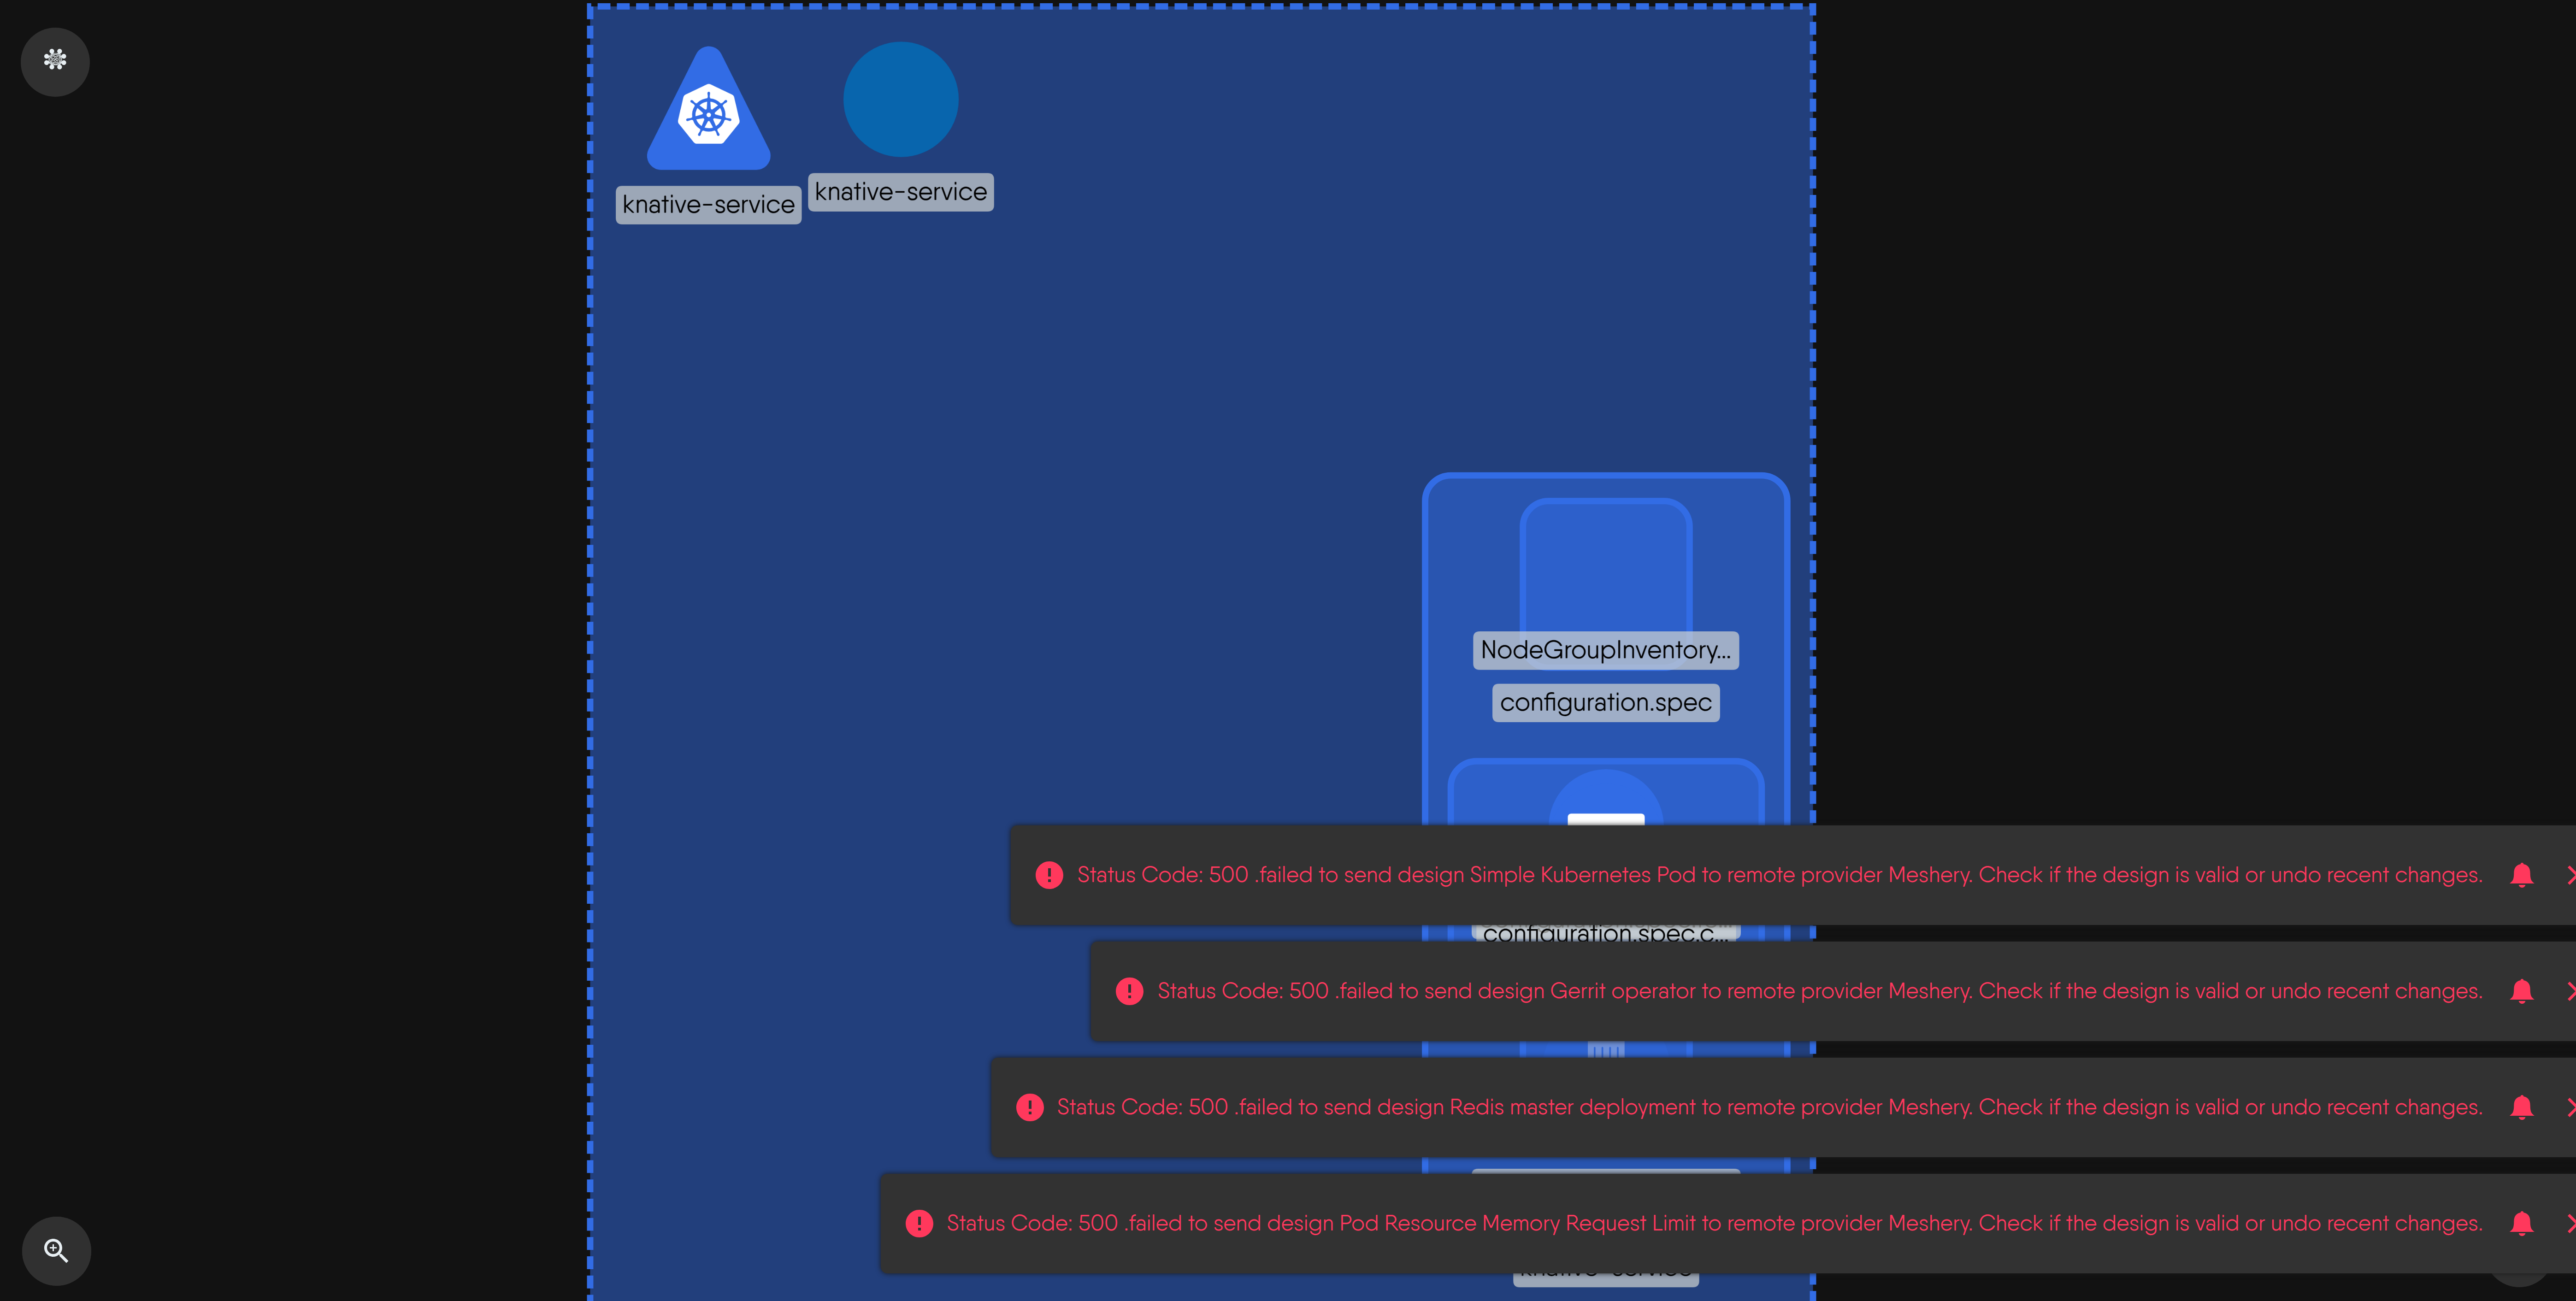 knative-service
knative-service
NodeGroupInventory...
configuration.spec
Status Code: 500 .failed to send design Simple Kubernetes Pod to remote provider Meshery. Check if the design is valid or undo recent changes.
configuration.spec.c...
Status Code: 500 .failed to send design Gerrit operator to remote provider Meshery. Check if the design is valid or undo recent changes.
Status Code: 500 .failed to send design Redis master deployment to remote provider Meshery. Check if the design is valid or undo recent changes.
Status Code: 500 .failed to send design Pod Resource Memory Request Limit to remote provider Meshery. Check if the design is valid or undo recent changes.